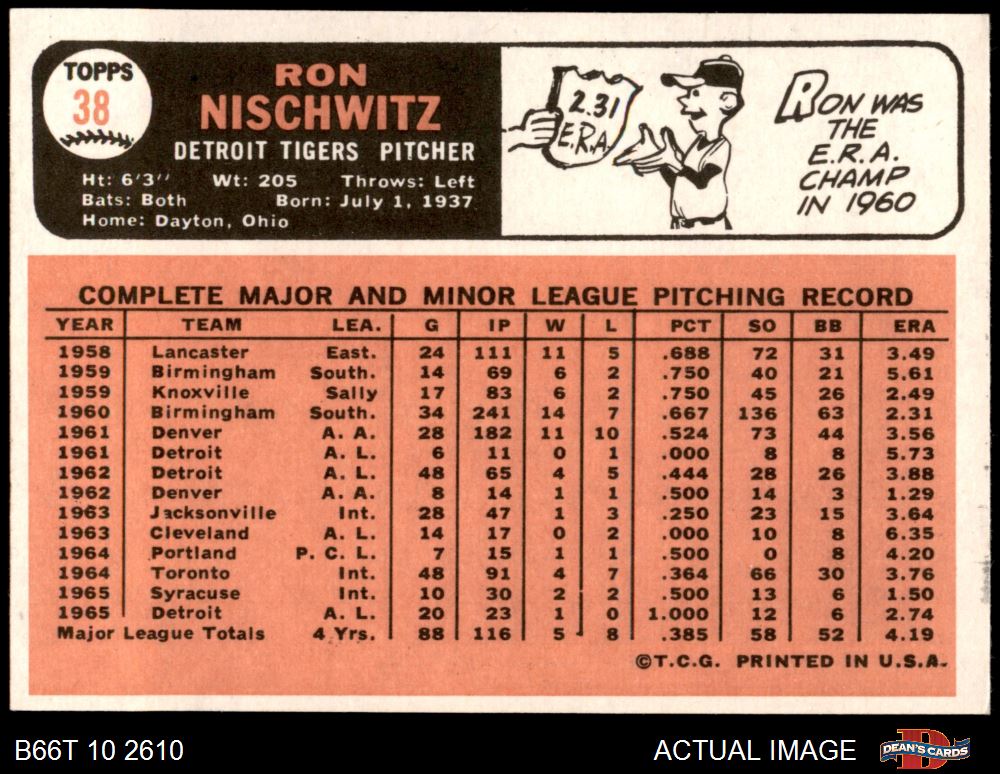 TOPPS
38
RON
NISCHWITZ
DETROIT TIGERS PITCHER
Ht: 6'3" Wt: 205 Throws: Left
Bats: Both Born: July 1, 1937
Home: Dayton, Ohio
2.31
E.R.A.
RON WAS
THE
E.R.A.
CHAMP
IN 1960
COMPLETE MAJOR AND MINOR LEAGUE PITCHING RECORD
YEAR TEAM LEA. G IP W L PCT SO BB ERA
1958 Lancaster East. 24 111 11 5 .688 72 31 3.49
1959 Birmingham South. 14 69 6 2 .750 40 21 5.61
1959 Knoxville Sally 17 83 6 2 .750 45 26 2.49
1960 Birmingham South. 34 241 14 7 .667 136 63 2.31
1961 Denver A. A. 28 182 11 10 .524 73 44 3.56
1961 Detroit A. L. 6 11 0 1 .000 8 8 5.73
1962 Detroit A. L. 48 65 4 5 .444 28 26 3.88
1962 Denver A. A. 8 14 1 1 .500 14 3 1.29
1963 Jacksonville Int. 28 47 1 3 .250 23 15 3.64
1963 Cleveland A. L. 14 17 0 2 .000 10 8 6.35
1964 Portland P. C. L. 7 15 1 1 .500 0 8 4.20
1964 Toronto Int. 48 91 4 7 .364 66 30 3.76
1965 Syracuse Int. 10 30 2 2 .500 13 6 1.50
1965 Detroit A. L. 20 23 1 0 1.000 12 6 2.74
Major League Totals 4 Yrs. 88 116 5 8 .385 58 52 4.19
©T.C.G. PRINTED IN U.S.A.
B66T 10 2610
ACTUAL IMAGE
DEAN'S CARDS